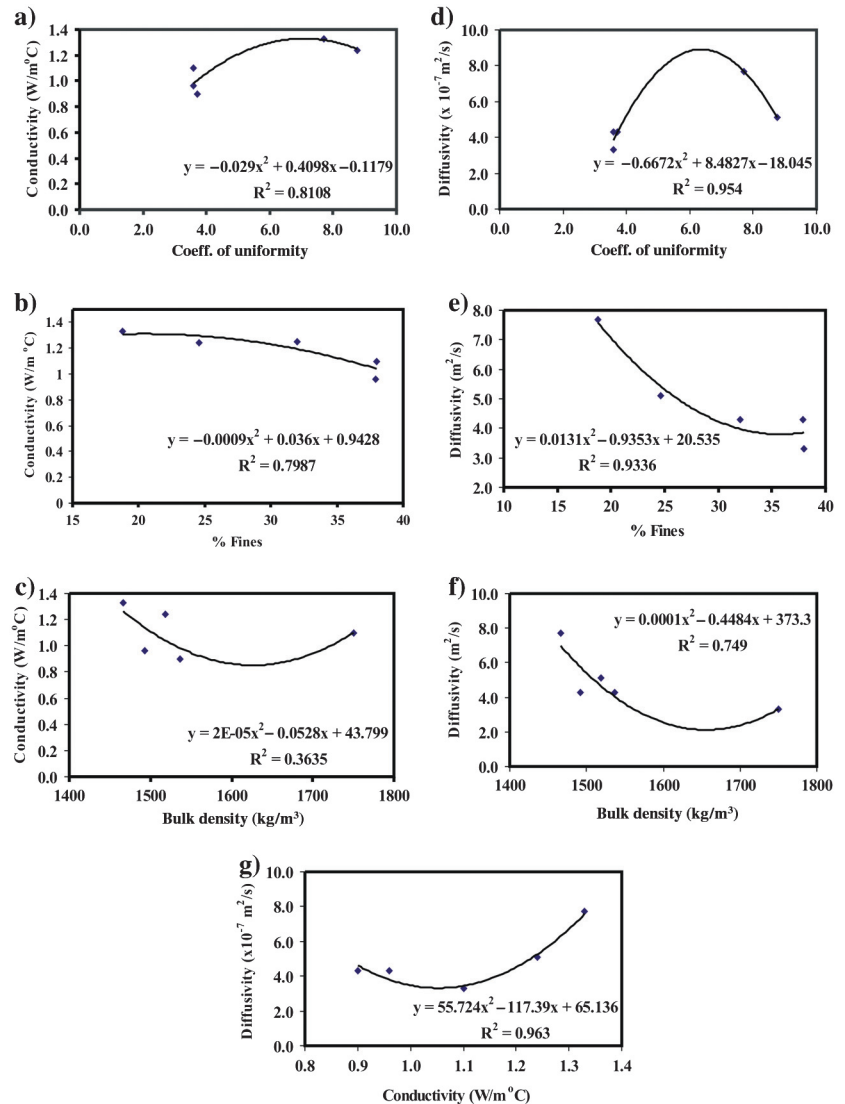 a)
Conductivity (W/m°C)
1.4
1.2
1.0
0.8
0.6
0.4
0.2
0.0
y = −0.029x² + 0.4098x−0.1179
R² = 0.8108
0.0 2.0 4.0 6.0 8.0 10.0
Coeff. of uniformity
d)
Diffusivity (x 10⁻⁷ m²/s)
10.0
8.0
6.0
4.0
2.0
0.0
y = −0.6672x² + 8.4827x−18.045
R² = 0.954
0.0 2.0 4.0 6.0 8.0 10.0
Coeff. of uniformity
b)
Conductivity (W/m °C)
1.4
1.2
1
0.8
0.6
0.4
0.2
0
y = −0.0009x² + 0.036x + 0.9428
R² = 0.7987
15 20 25 30 35 40
% Fines
e)
Diffusivity (m²/s)
8.0
7.0
6.0
5.0
4.0
3.0
2.0
y = 0.0131x²−0.9353x + 20.535
R² = 0.9336
10 15 20 25 30 35 40
% Fines
c)
Conductivity (W/m°C)
1.4
1.2
1.0
0.8
0.6
0.4
0.2
0.0
y = 2E-05x²−0.0528x + 43.799
R² = 0.3635
1400 1500 1600 1700 1800
Bulk density (kg/m³)
f)
Diffusivity (m²/s)
10.0
8.0
6.0
4.0
2.0
0.0
y = 0.0001x²−0.4484x + 373.3
R² = 0.749
1400 1500 1600 1700 1800
Bulk density (kg/m³)
g)
Diffusivity (x10⁻⁷ m²/s)
10.0
8.0
6.0
4.0
2.0
0.0
y = 55.724x²−117.39x + 65.136
R² = 0.963
0.8 0.9 1.0 1.1 1.2 1.3 1.4
Conductivity (W/m°C)